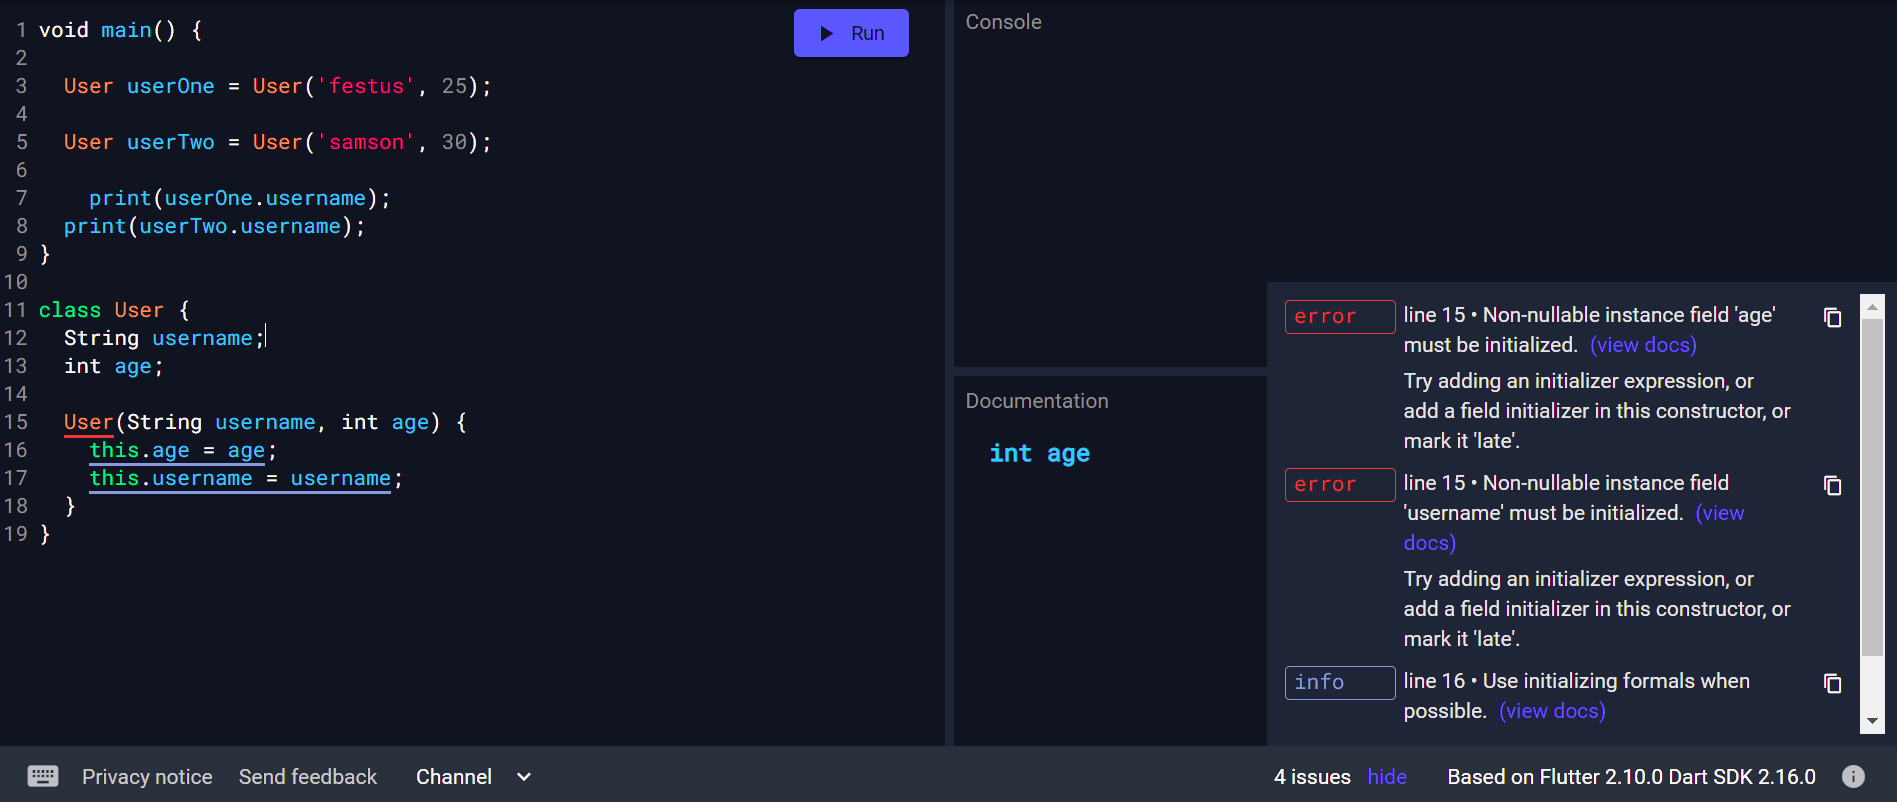 1 void main() {
2
3 User userOne = User('festus', 25);
4
5 User userTwo = User('samson', 30);
6
7 print(userOne.username);
8 print(userTwo.username);
9 }
10
11 class User {
12 String username;
13 int age;
14
15 User(String username, int age) {
16 this.age = age;
17 this.username = username;
18 }
19 }
Run
Console
Documentation
int age
error line 15 • Non-nullable instance field 'age'
must be initialized. (view docs)
Try adding an initializer expression, or
add a field initializer in this constructor, or
mark it 'late'.
error line 15 • Non-nullable instance field
'username' must be initialized. (view
docs)
Try adding an initializer expression, or
add a field initializer in this constructor, or
mark it 'late'.
info line 16 • Use initializing formals when
possible. (view docs)
Privacy notice Send feedback Channel 4 issues hide Based on Flutter 2.10.0 Dart SDK 2.16.0